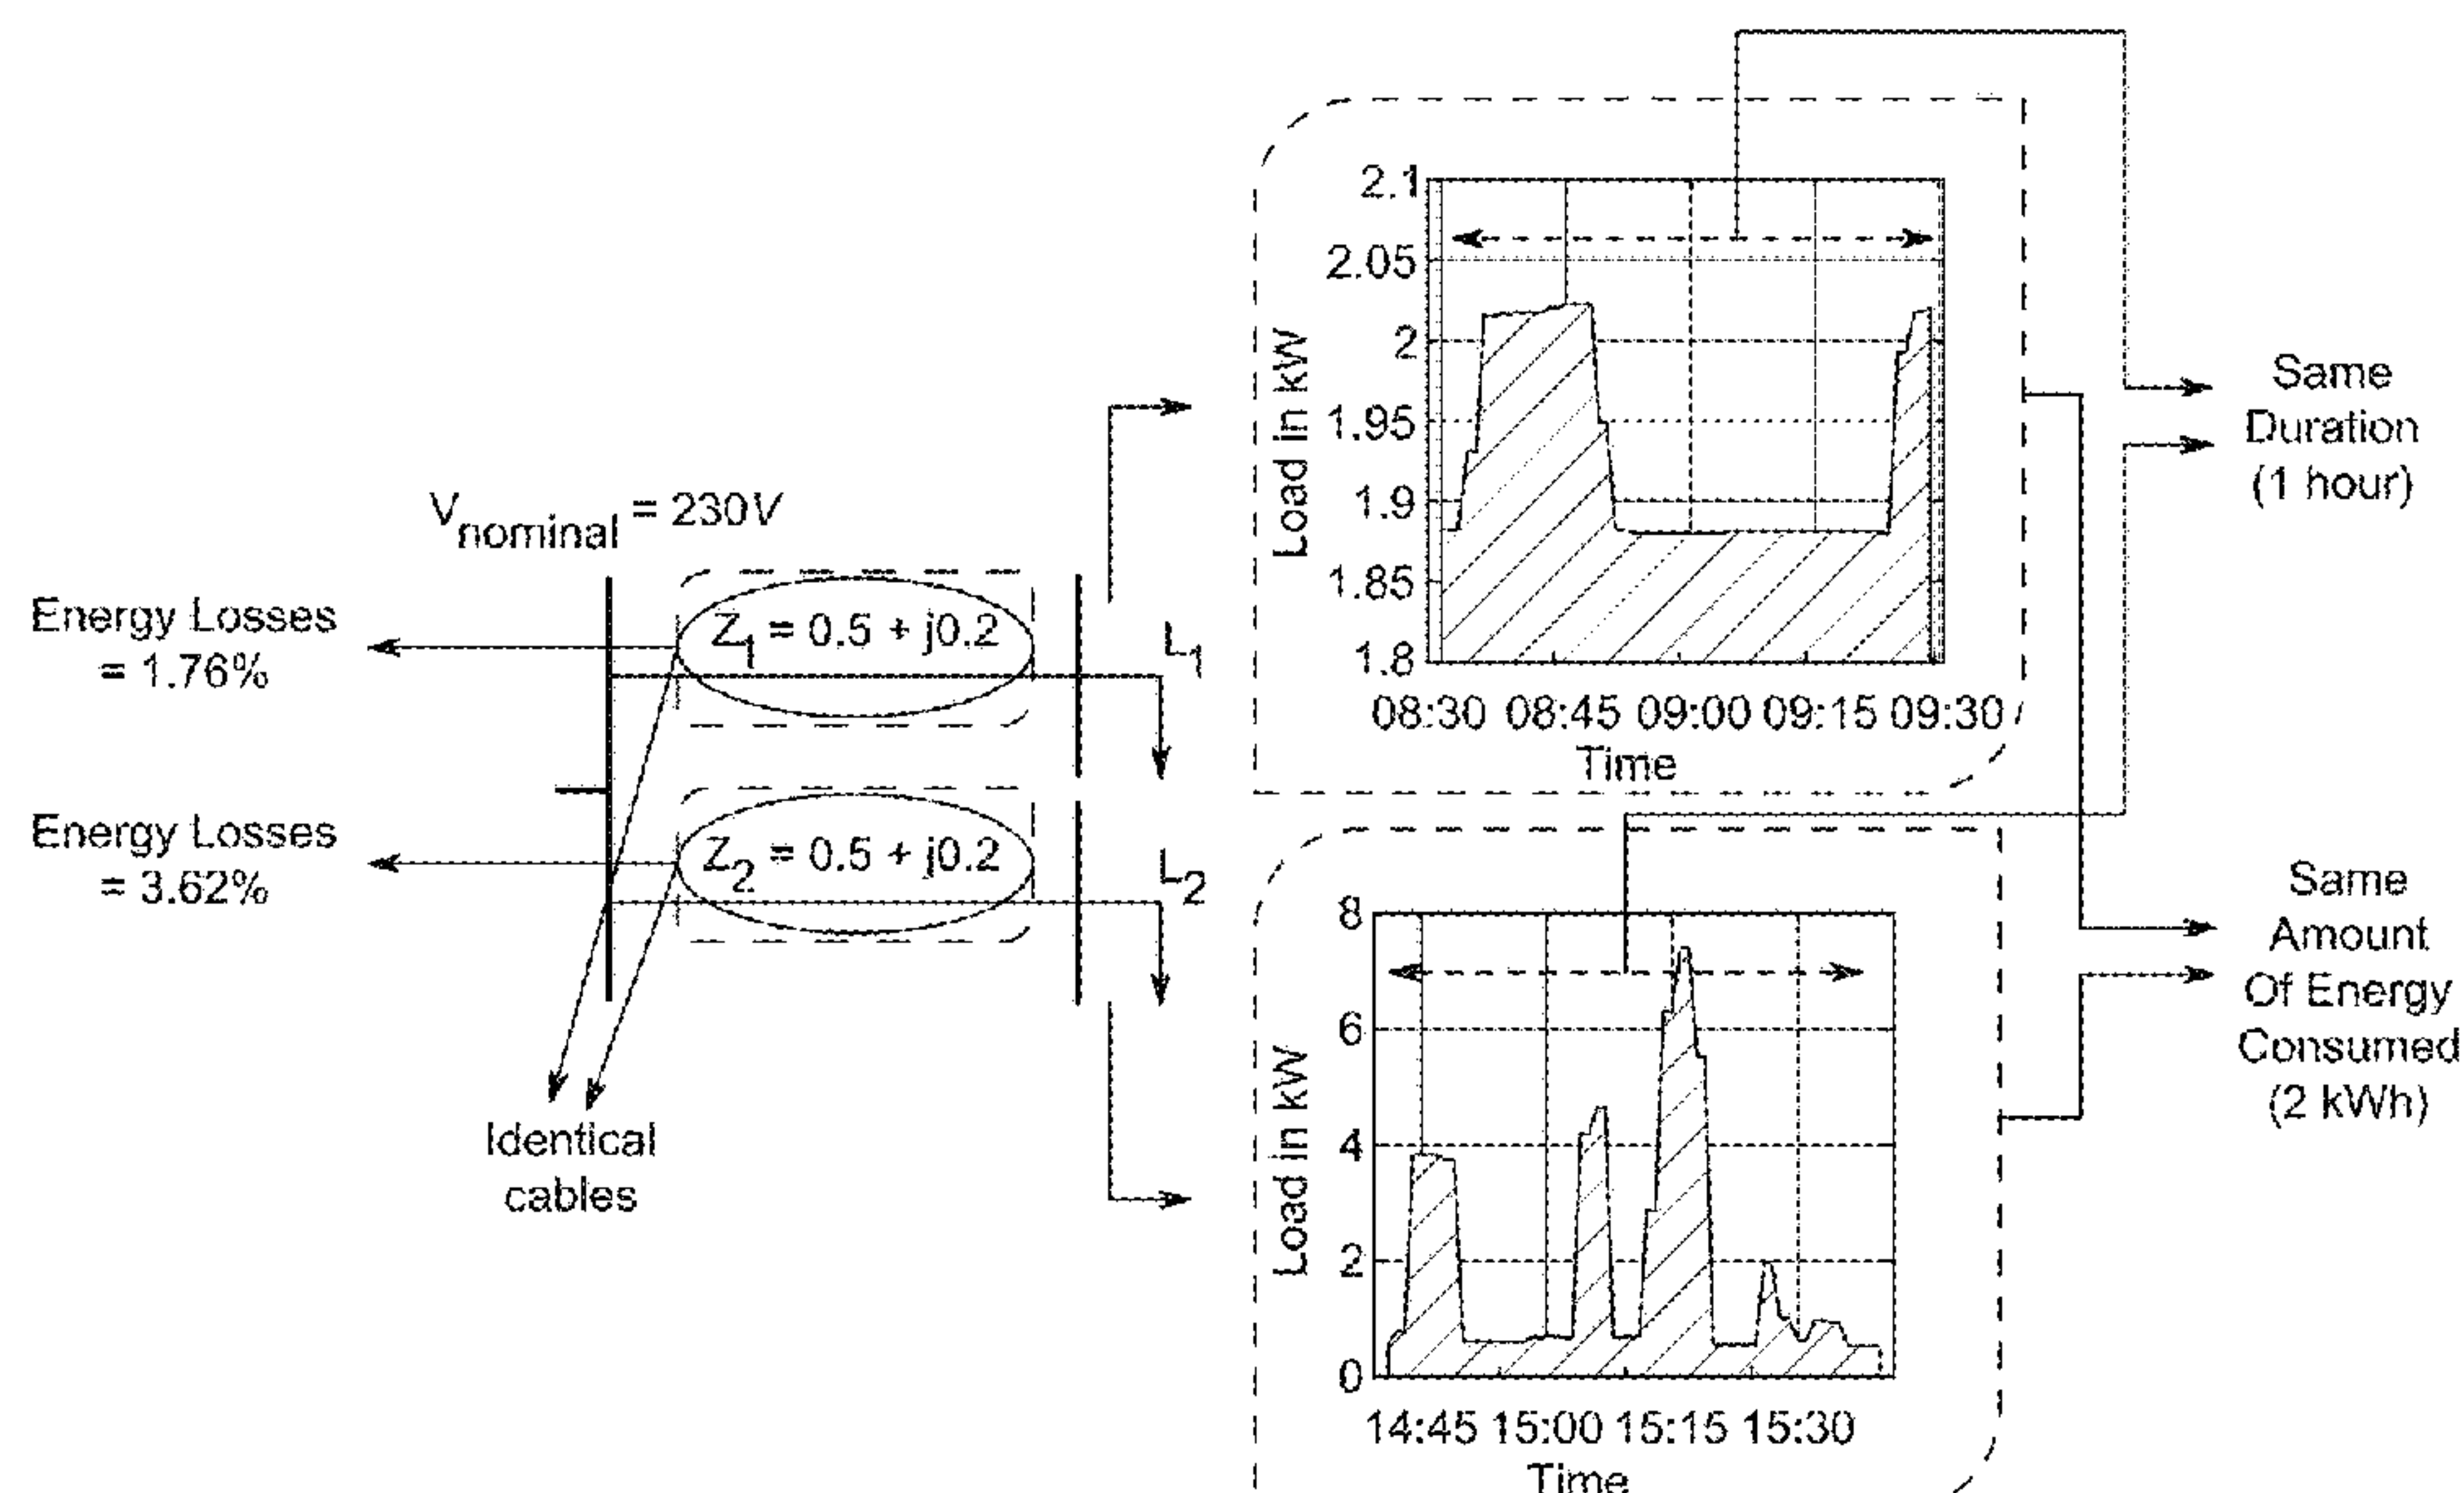 V nominal = 230V
Energy Losses
= 1.76%
Z1 = 0.5 + j0.2
L1
Energy Losses
= 3.62%
Z2 = 0.5 + j0.2
L2
Identical
cables
Load in kW
2.1
2.05
2
1.95
1.9
1.85
1.8
08:30 08:45 09:00 09:15 09:30
Time
Load in kW
8
6
4
2
0
14:45 15:00 15:15 15:30
Time
Same
Duration
(1 hour)
Same
Amount
Of Energy
Consumed
(2 kWh)